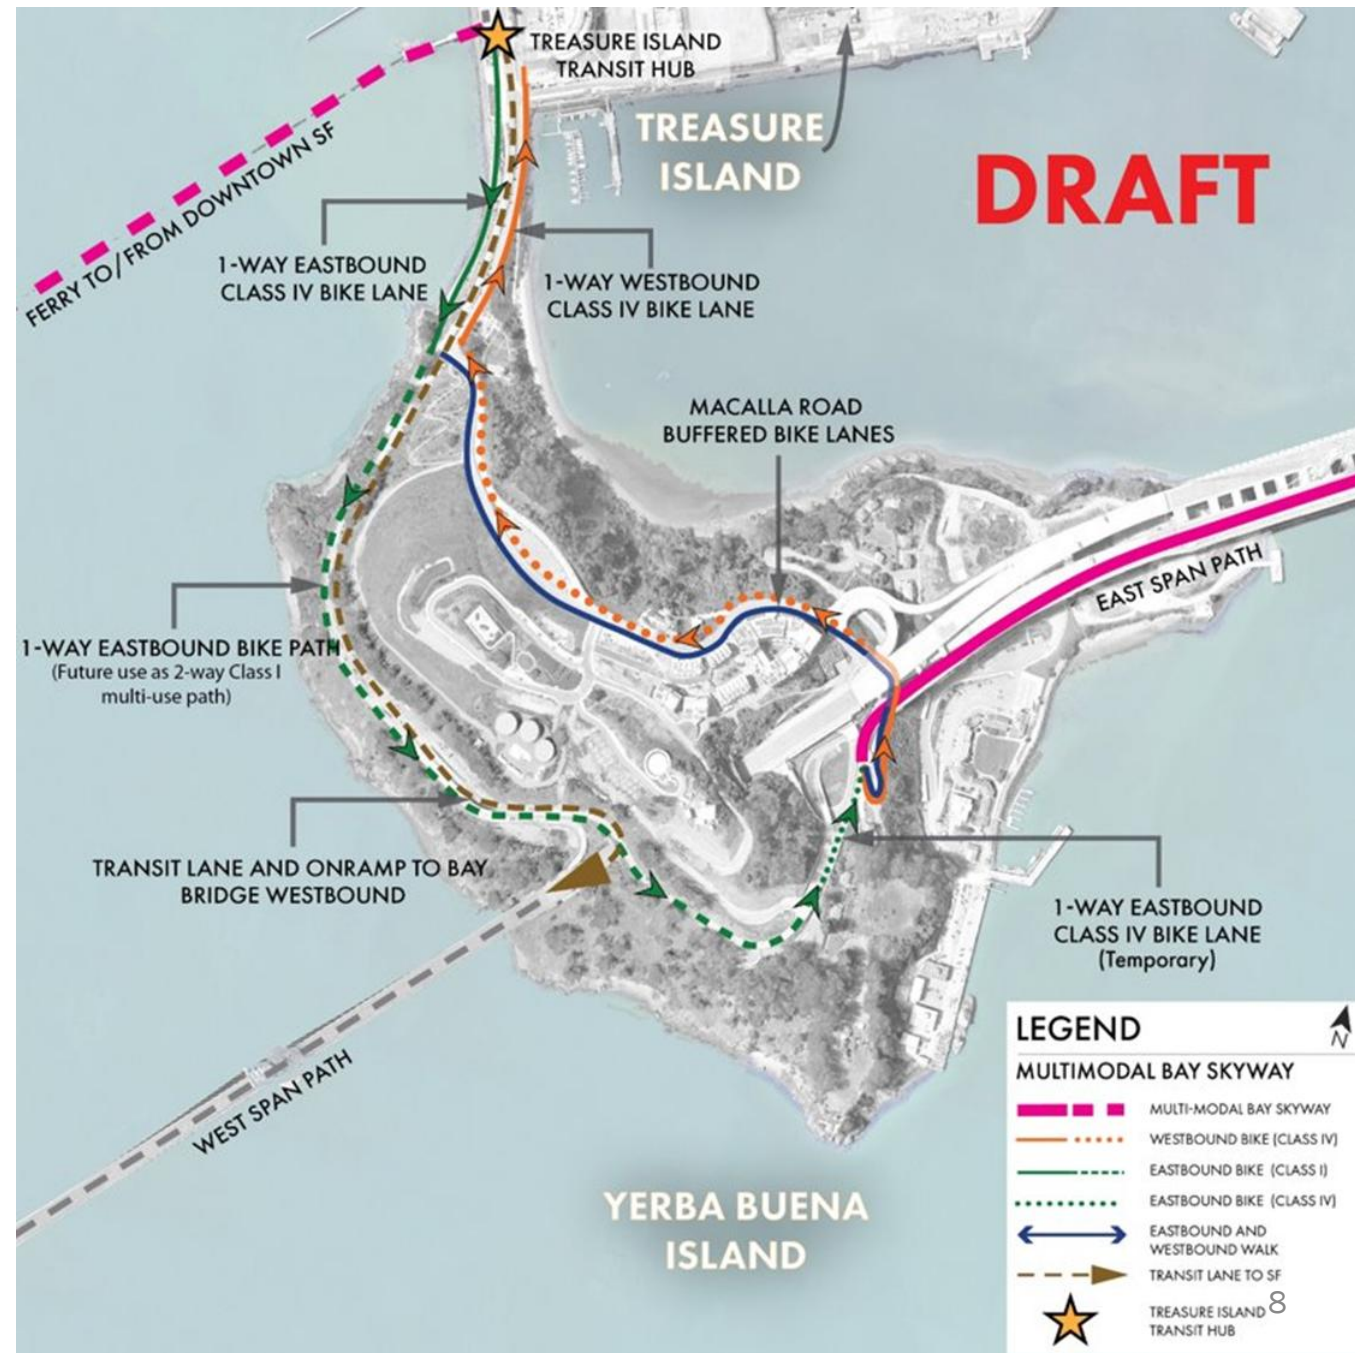 TREASURE ISLAND
TRANSIT HUB
TREASURE
ISLAND
DRAFT
FERRY TO/FROM DOWNTOWN SF
1-WAY EASTBOUND
CLASS IV BIKE LANE
1-WAY WESTBOUND
CLASS IV BIKE LANE
MACALLA ROAD
BUFFERED BIKE LANES
EAST SPAN PATH
1-WAY EASTBOUND BIKE PATH
(Future use as 2-way Class I
multi-use path)
TRANSIT LANE AND ONRAMP TO BAY
BRIDGE WESTBOUND
1-WAY EASTBOUND
CLASS IV BIKE LANE
(Temporary)
WEST SPAN PATH
YERBA BUENA
ISLAND
LEGEND
N
MULTIMODAL BAY SKYWAY
MULTI-MODAL BAY SKYWAY
WESTBOUND BIKE (CLASS IV)
EASTBOUND BIKE (CLASS I)
EASTBOUND BIKE (CLASS IV)
EASTBOUND AND
WESTBOUND WALK
TRANSIT LANE TO SF
TREASURE ISLAND
TRANSIT HUB
8